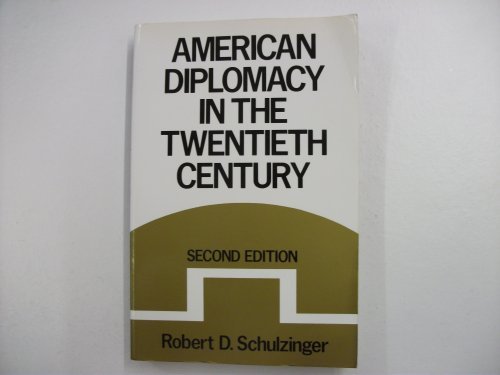 AMERICAN
DIPLOMACY
IN THE
TWENTIETH
CENTURY
SECOND EDITION
Robert D. Schulzinger